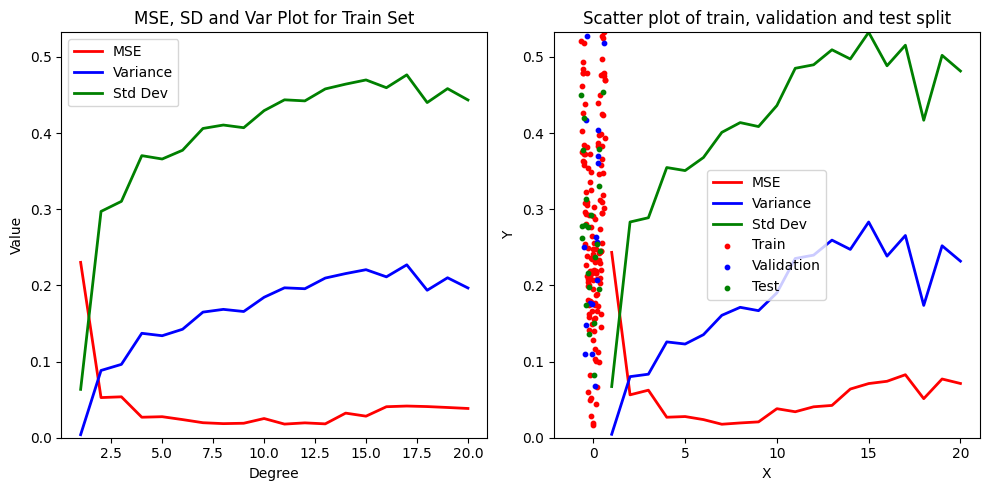 MSE, SD and Var Plot for Train Set
MSE
Variance
Std Dev
Value
0.5
0.4
0.3
0.2
0.1
0.0
2.5 5.0 7.5 10.0 12.5 15.0 17.5 20.0
Degree
Scatter plot of train, validation and test split
MSE
Variance
Std Dev
Train
Validation
Test
Y
0.5
0.4
0.3
0.2
0.1
0.0
0 5 10 15 20
X